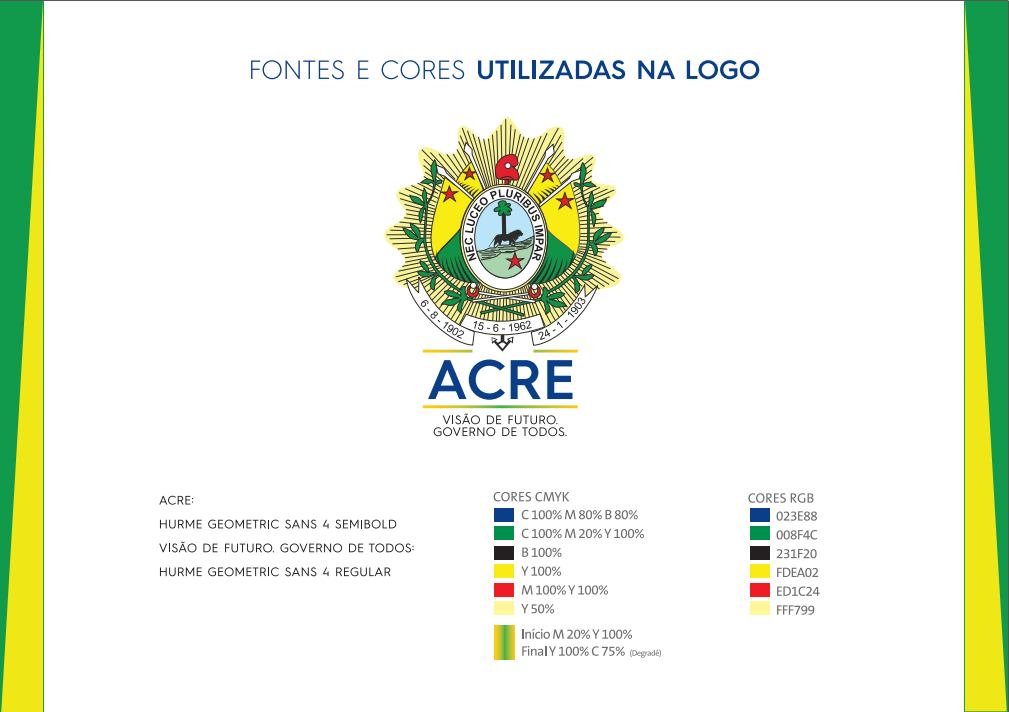 FONTES E CORES UTILIZADAS NA LOGO
NEC LUCEO PLURIBUS IMPAR
6 - 8 - 1902
15 - 6 - 1962
24 - 1 - 1903
ACRE
VISÃO DE FUTURO.
GOVERNO DE TODOS.
ACRE:
HURME GEOMETRIC SANS 4 SEMIBOLD
VISÃO DE FUTURO. GOVERNO DE TODOS:
HURME GEOMETRIC SANS 4 REGULAR
CORES CMYK
C 100% M 80% B 80%
C 100% M 20% Y 100%
B 100%
Y 100%
M 100% Y 100%
Y 50%
Início M 20% Y 100%
Final Y 100% C 75% (Degradê)
CORES RGB
023E88
008F4C
231F20
FDEA02
ED1C24
FFF799